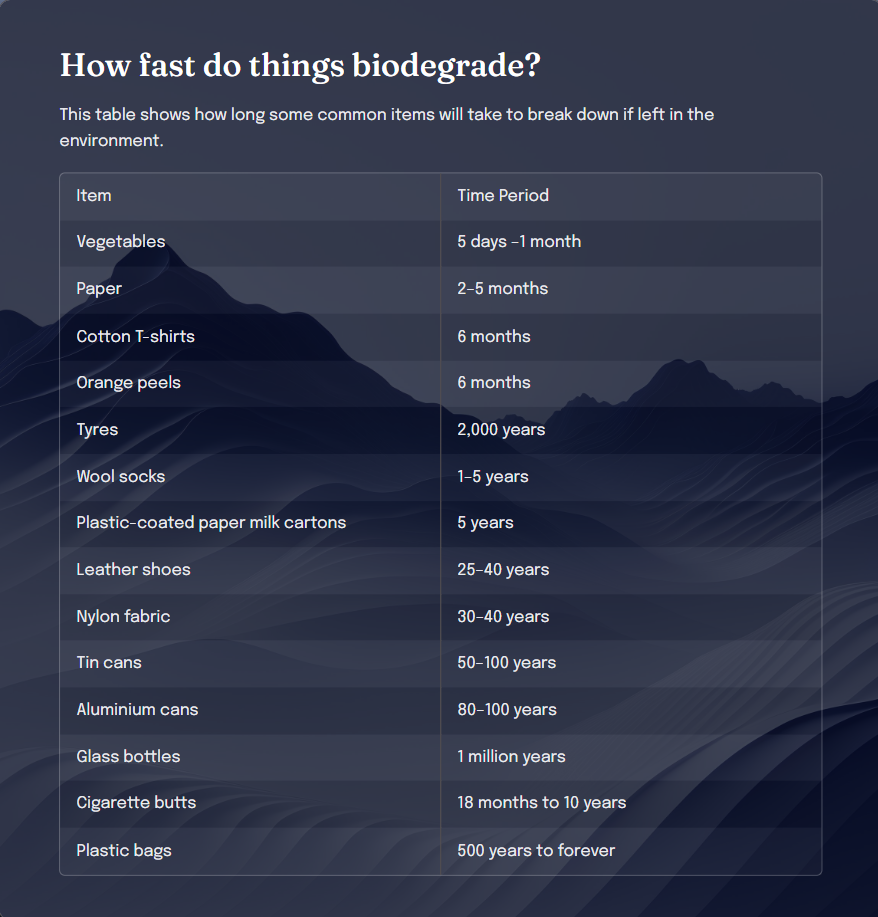 How fast do things biodegrade?
This table shows how long some common items will take to break down if left in the
environment.
Item Time Period
Vegetables 5 days –1 month
Paper 2–5 months
Cotton T-shirts 6 months
Orange peels 6 months
Tyres 2,000 years
Wool socks 1–5 years
Plastic-coated paper milk cartons 5 years
Leather shoes 25–40 years
Nylon fabric 30–40 years
Tin cans 50–100 years
Aluminium cans 80–100 years
Glass bottles 1 million years
Cigarette butts 18 months to 10 years
Plastic bags 500 years to forever